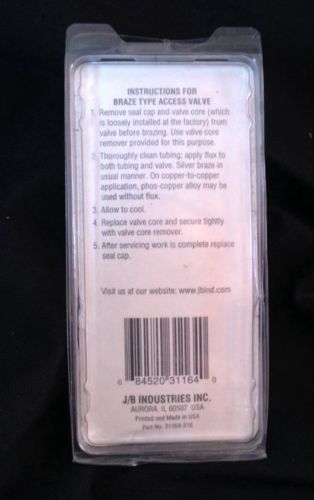 INSTRUCTIONS FOR
BRAZE TYPE ACCESS VALVE
1. Remove seal cap and valve core (which
is loosely installed at the factory) from
valve before brazing. Use valve core
remover provided for this purpose.
2. Thoroughly clean tubing; apply flux to
both tubing and valve. Silver braze in
usual manner. On copper-to-copper
application, phos-copper alloy may be
used without flux.
3. Allow to cool.
4. Replace valve core and secure tightly
with valve core remover.
5. After servicing work is complete replace
seal cap.
Visit us at our website: www.jbind.com
6 84520 31164 0
J/B INDUSTRIES INC.
AURORA, IL 60507 USA
Printed and Made in USA
Part No. 31164-316